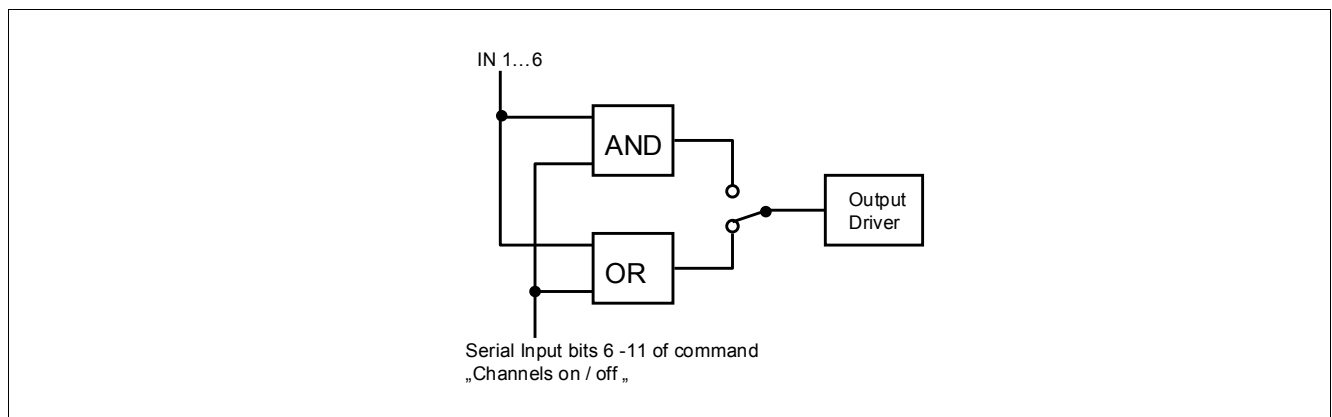 IN 1...6
AND
Output
Driver
OR
Serial Input bits 6 -11 of command
„Channels on / off „